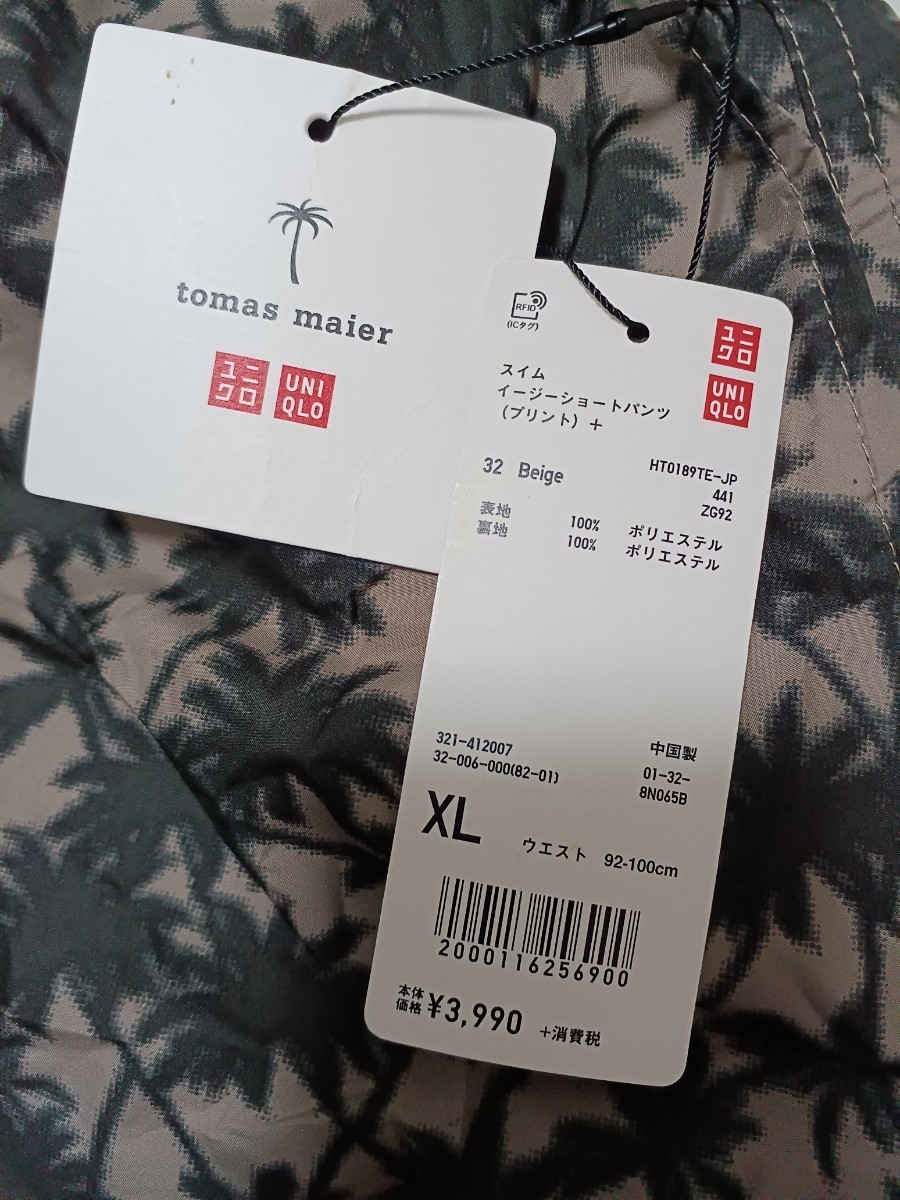 tomas maier
ユニ
クロ
UNI
QLO
RFID
(ICタグ)
ユニ
クロ
UNI
QLO
スイム
イージーショートパンツ
(プリント) +
32 Beige
HT0189TE-JP
441
ZG92
表地 100% ポリエステル
裏地 100% ポリエステル
321-412007
32-006-000(82-01)
中国製
01-32-
8N065B
XL ウエスト 92-100cm
2000116256900
本体
価格 ¥3,990 +消費税